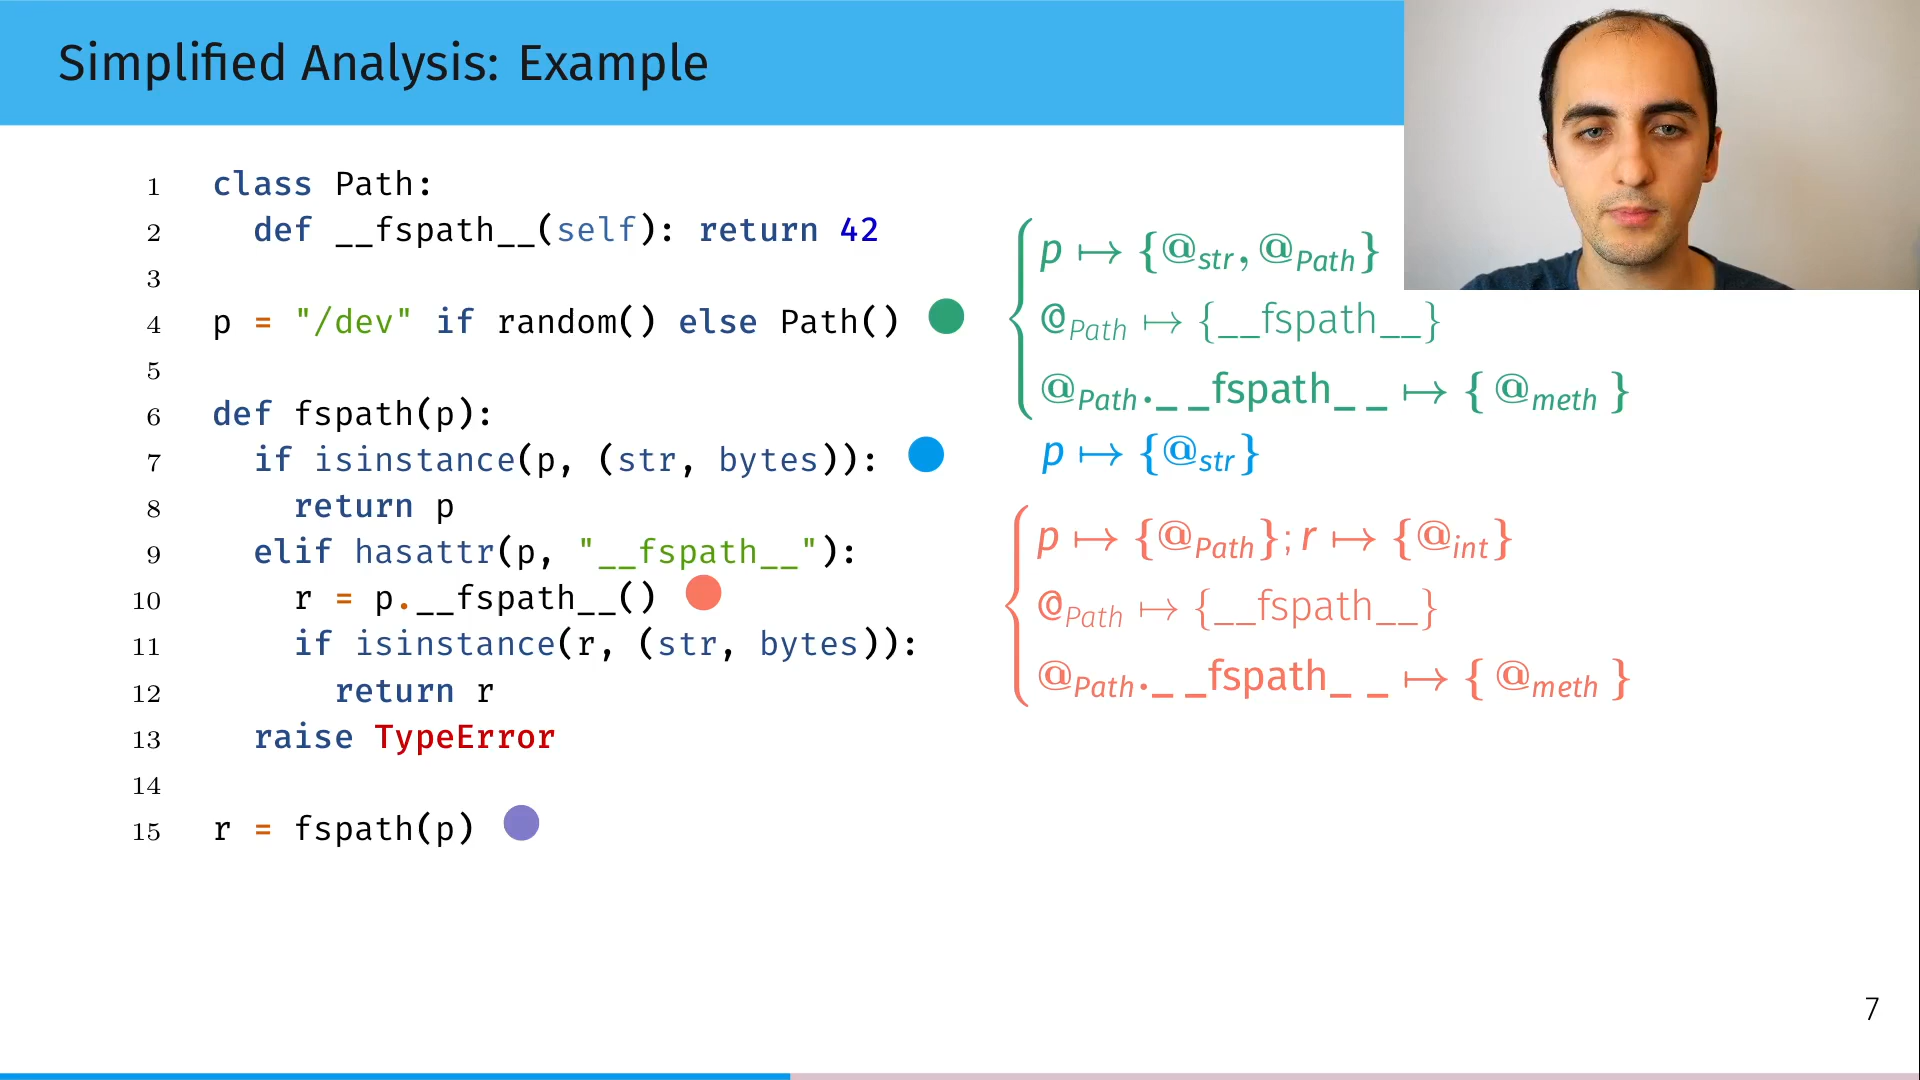 Simplified Analysis: Example
1 class Path:
2 def __fspath__(self): return 42
3
4 p = "/dev" if random() else Path()
5
6 def fspath(p):
7 if isinstance(p, (str, bytes)):
8 return p
9 elif hasattr(p, "__fspath__"):
10 r = p.__fspath__()
11 if isinstance(r, (str, bytes)):
12 return r
13 raise TypeError
14
15 r = fspath(p)
p ↦ {@str, @Path}
@Path ↦ {__fspath__}
@Path.__fspath__ ↦ { @meth }
p ↦ {@str}
p ↦ {@Path}; r ↦ {@int}
@Path ↦ {__fspath__}
@Path.__fspath__ ↦ { @meth }
7